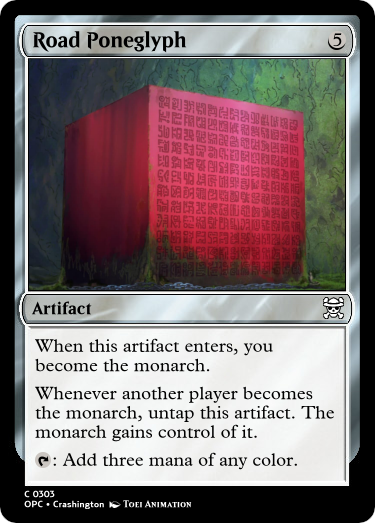 Road Poneglyph 5
Artifact
When this artifact enters, you
become the monarch.
Whenever another player becomes
the monarch, untap this artifact. The
monarch gains control of it.
: Add three mana of any color.
C 0303
OPC • Crashington TOEI ANIMATION